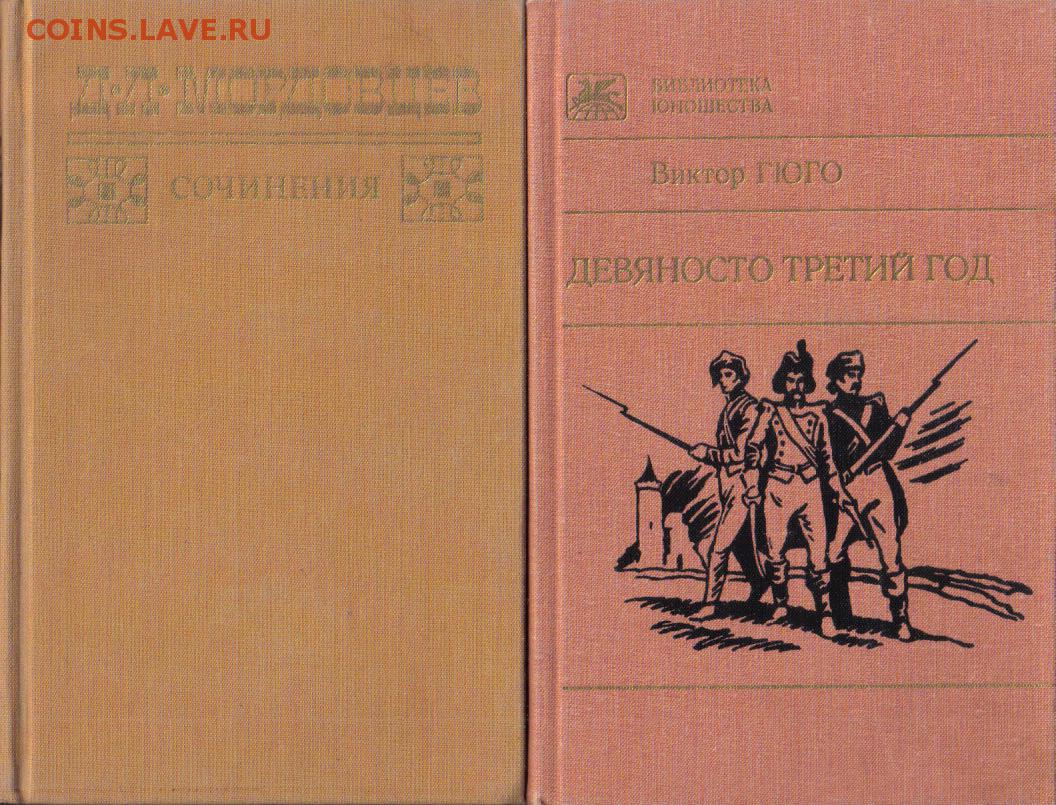 COINS.LAVE.RU
Д.Л. МОРДОВЦЕВ
СОЧИНЕНИЯ
БИБЛИОТЕКА
ЮНОШЕСТВА
Виктор ГЮГО
ДЕВЯНОСТО ТРЕТИЙ ГОД